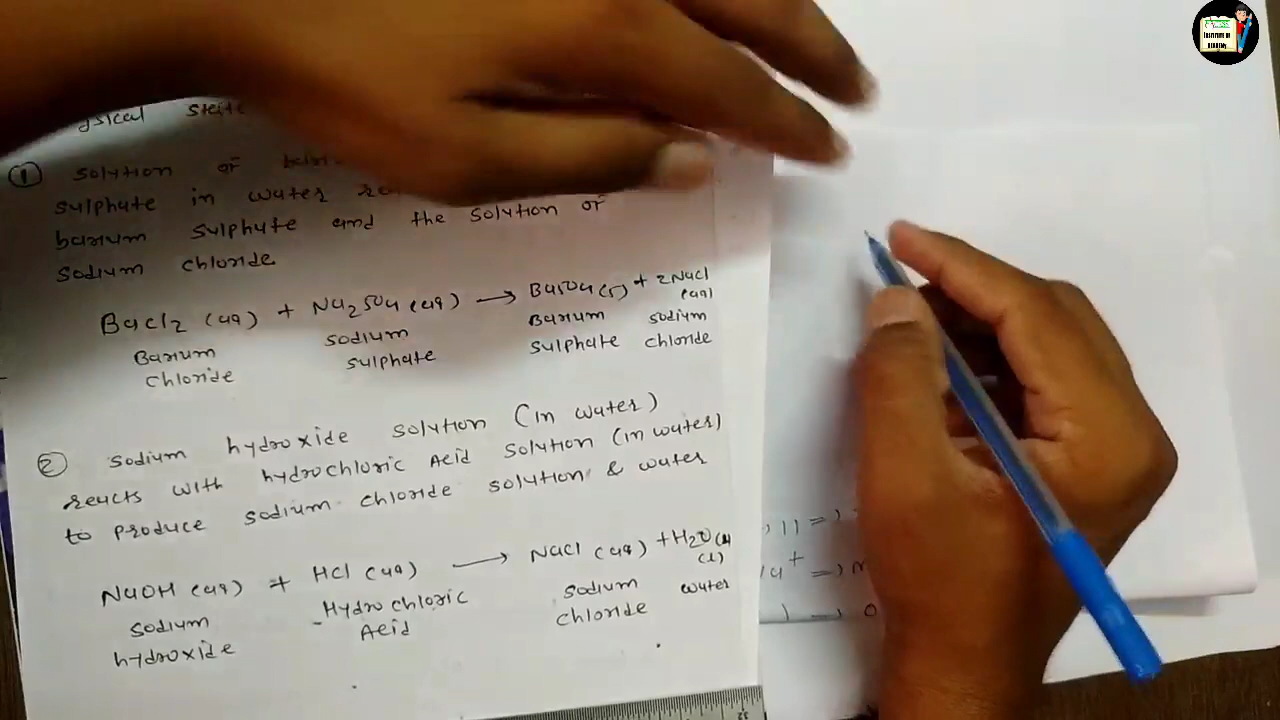 ysical state
① solution of
sulphate in water
barium sulphate and the solution of
sodium chloride
BaCl2 (aq) + Na2SO4 (aq) → BaSO4 (s) + 2NaCl (aq)
Barium chloride sodium sulphate Barium sulphate sodium chloride
② sodium hydroxide solution (in water)
reacts with hydrochloric Acid solution (in water)
to produce sodium chloride solution & water
NaOH (aq) + HCl (aq) → NaCl (aq) + H2O (l)
sodium hydroxide Hydrochloric Acid sodium chloride water
32